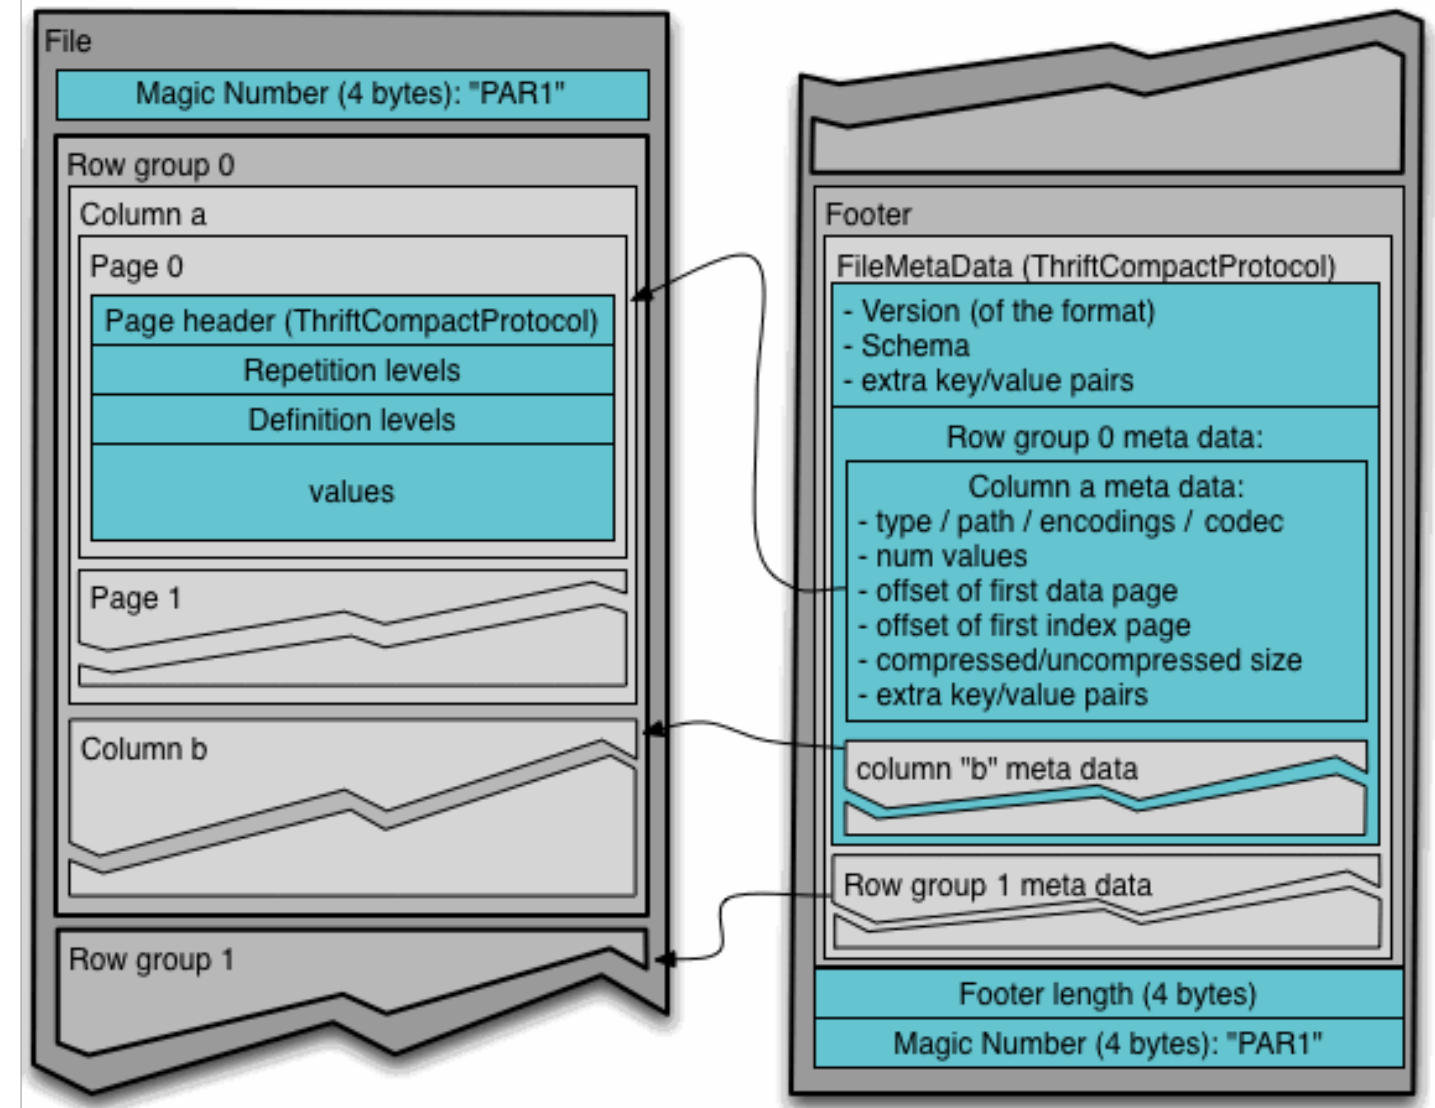 File
Magic Number (4 bytes): "PAR1"
Row group 0
Column a
Page 0
Page header (ThriftCompactProtocol)
Repetition levels
Definition levels
values
Page 1
Column b
Row group 1
Footer
FileMetaData (ThriftCompactProtocol)
- Version (of the format)
- Schema
- extra key/value pairs
Row group 0 meta data:
Column a meta data:
- type / path / encodings / codec
- num values
- offset of first data page
- offset of first index page
- compressed/uncompressed size
- extra key/value pairs
column "b" meta data
Row group 1 meta data
Footer length (4 bytes)
Magic Number (4 bytes): "PAR1"